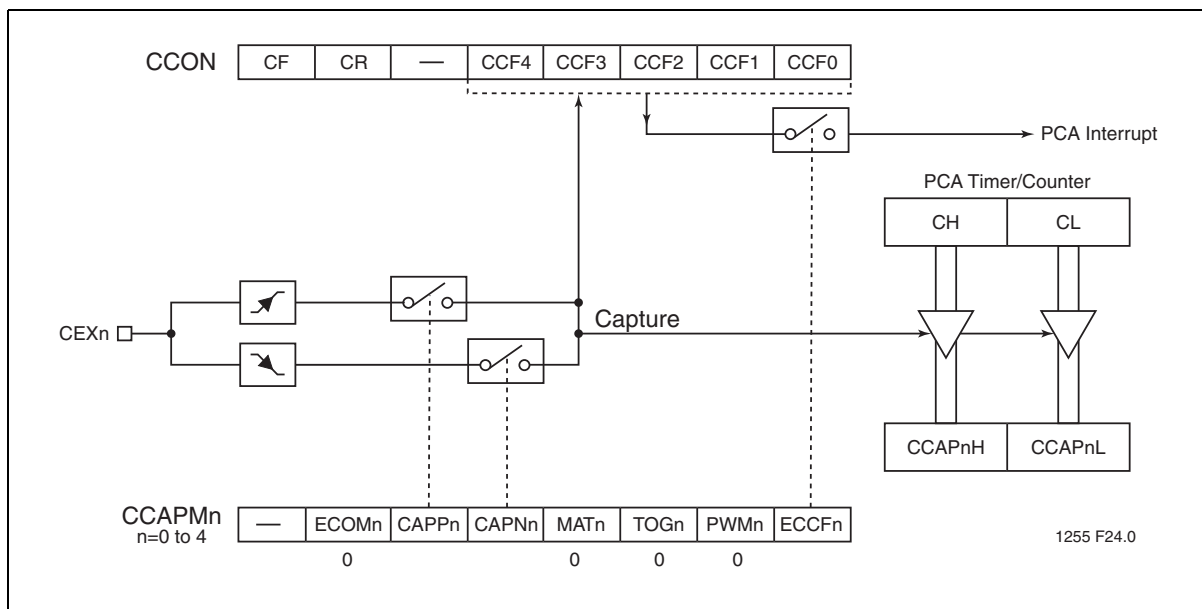 CCON CF CR — CCF4 CCF3 CCF2 CCF1 CCF0
PCA Interrupt
PCA Timer/Counter
CH CL
CEXn
Capture
CCAPnH CCAPnL
CCAPMn — ECOMn CAPPn CAPNn MATn TOGn PWMn ECCFn
n=0 to 4
0 0 0 0
1255 F24.0